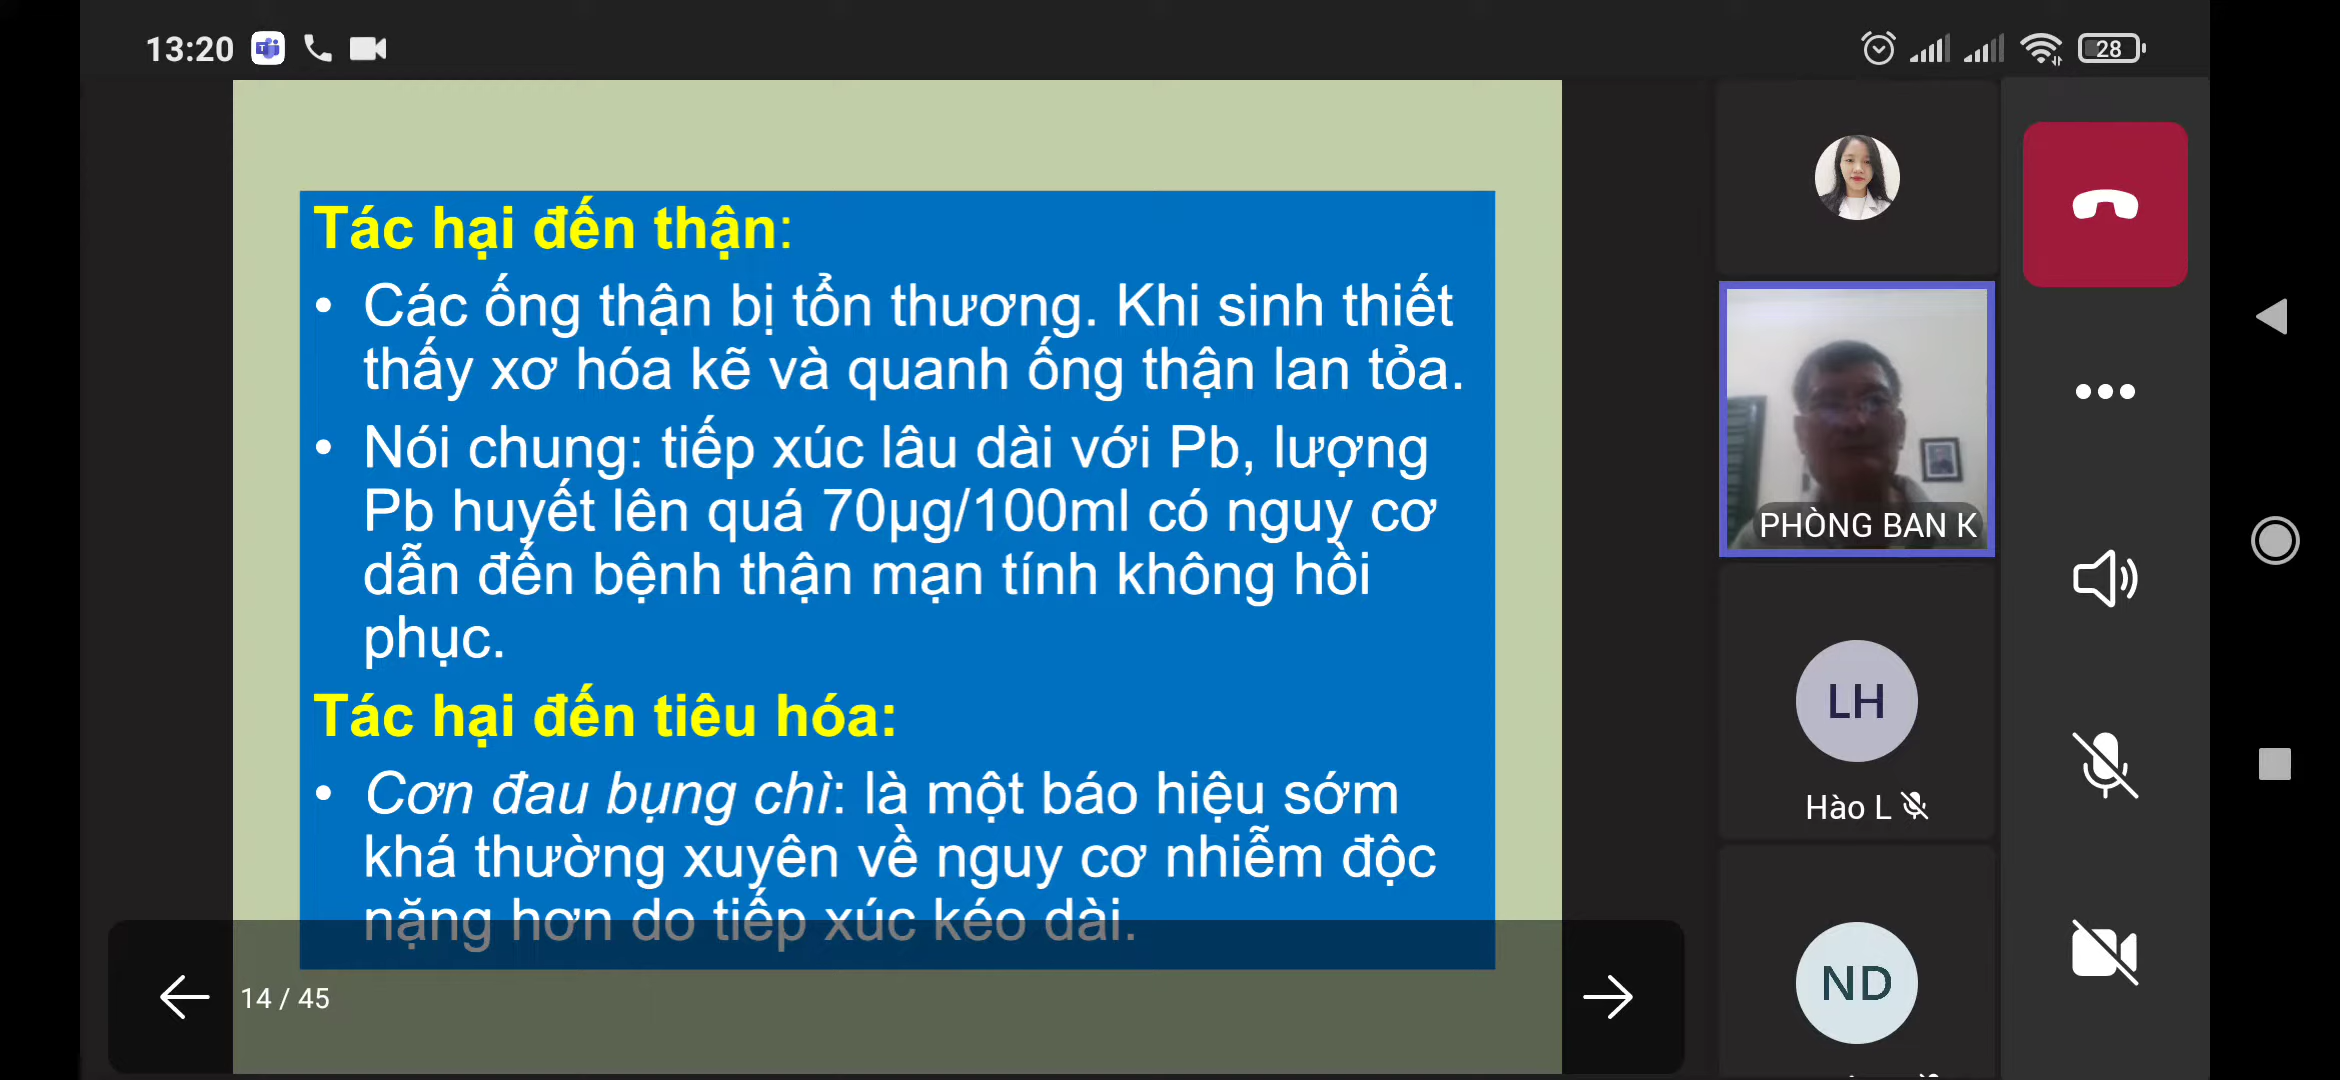 13:20
28
Tác hại đến thận:
• Các ống thận bị tổn thương. Khi sinh thiết
thấy xơ hóa kẽ và quanh ống thận lan tỏa.
• Nói chung: tiếp xúc lâu dài với Pb, lượng
Pb huyết lên quá 70µg/100ml có nguy cơ
dẫn đến bệnh thận mạn tính không hồi
phục.
Tác hại đến tiêu hóa:
• Cơn đau bụng chì: là một báo hiệu sớm
khá thường xuyên về nguy cơ nhiễm độc
nặng hơn do tiếp xúc kéo dài.
14 / 45
PHÒNG BAN K
LH
Hào L
ND